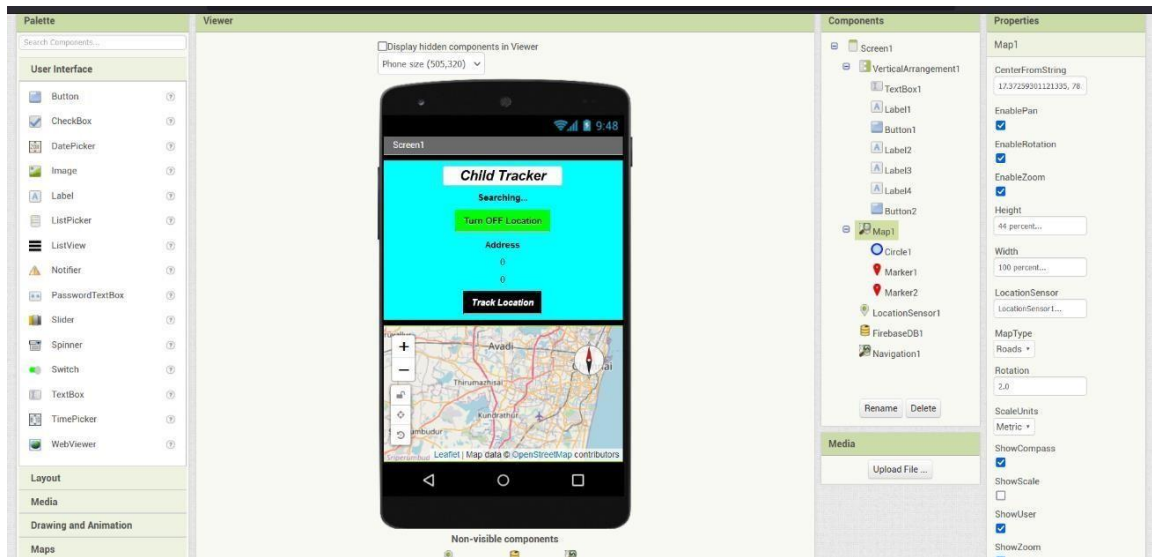 Palette
Search Components...
User Interface
Button
CheckBox
DatePicker
Image
Label
ListPicker
ListView
Notifier
PasswordTextBox
Slider
Spinner
Switch
TextBox
TimePicker
WebViewer
Layout
Media
Drawing and Animation
Maps
Viewer
Display hidden components in Viewer
Phone size (505,320)
9:48
Screen1
Child Tracker
Searching...
Turn OFF Location
Address
0
0
Track Location
+
Avadi
−
Thirumazhisai
Kundrathur
Leaflet | Map data © OpenStreetMap contributors
Non-visible components
Components
Screen1
VerticalArrangement1
TextBox1
Label1
Button1
Label2
Label3
Label4
Button2
Map1
Circle1
Marker1
Marker2
LocationSensor1
FirebaseDB1
Navigation1
Rename Delete
Media
Upload File ...
Properties
Map1
CenterFromString
17.37259301121335, 78
EnablePan
EnableRotation
EnableZoom
Height
44 percent...
Width
100 percent...
LocationSensor
LocationSensor1...
MapType
Roads
Rotation
2.0
ScaleUnits
Metric
ShowCompass
ShowScale
ShowUser
ShowZoom